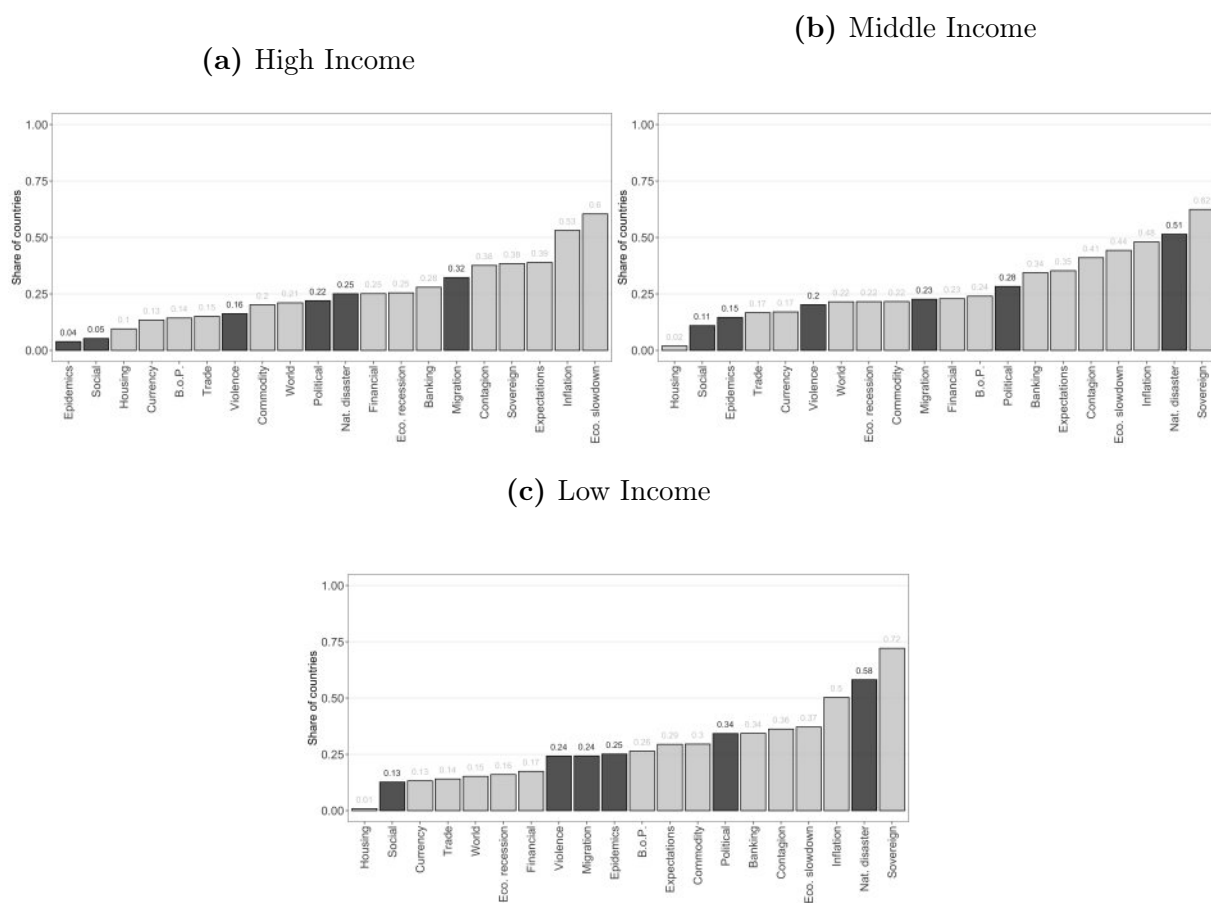 (a) High Income
1.00
0.75
0.50
0.25
0.00
Share of countries
0.04 0.05 0.1 0.13 0.14 0.15 0.16 0.2 0.21 0.22 0.25 0.25 0.26 0.28 0.32 0.38 0.38 0.39 0.53 0.6
Epidemics Social Housing Currency B.o.P. Trade Violence Commodity World Political Nat. disaster Financial Eco. recession Banking Migration Contagion Sovereign Expectations Inflation Eco. slowdown
(b) Middle Income
1.00
0.75
0.50
0.25
0.00
Share of countries
0.02 0.11 0.15 0.17 0.17 0.2 0.22 0.22 0.22 0.23 0.23 0.24 0.28 0.34 0.35 0.41 0.44 0.48 0.51 0.62
Housing Social Epidemics Trade Currency Violence World Eco. recession Commodity Migration Financial B.o.P. Political Banking Expectations Contagion Eco. slowdown Inflation Nat. disaster Sovereign
(c) Low Income
1.00
0.75
0.50
0.25
0.00
Share of countries
0.01 0.13 0.13 0.14 0.15 0.16 0.17 0.24 0.24 0.25 0.26 0.29 0.3 0.34 0.34 0.36 0.37 0.5 0.58 0.72
Housing Social Currency Trade World Eco. recession Financial Violence Migration Epidemics B.o.P. Expectations Commodity Political Banking Contagion Eco. slowdown Inflation Nat. disaster Sovereign